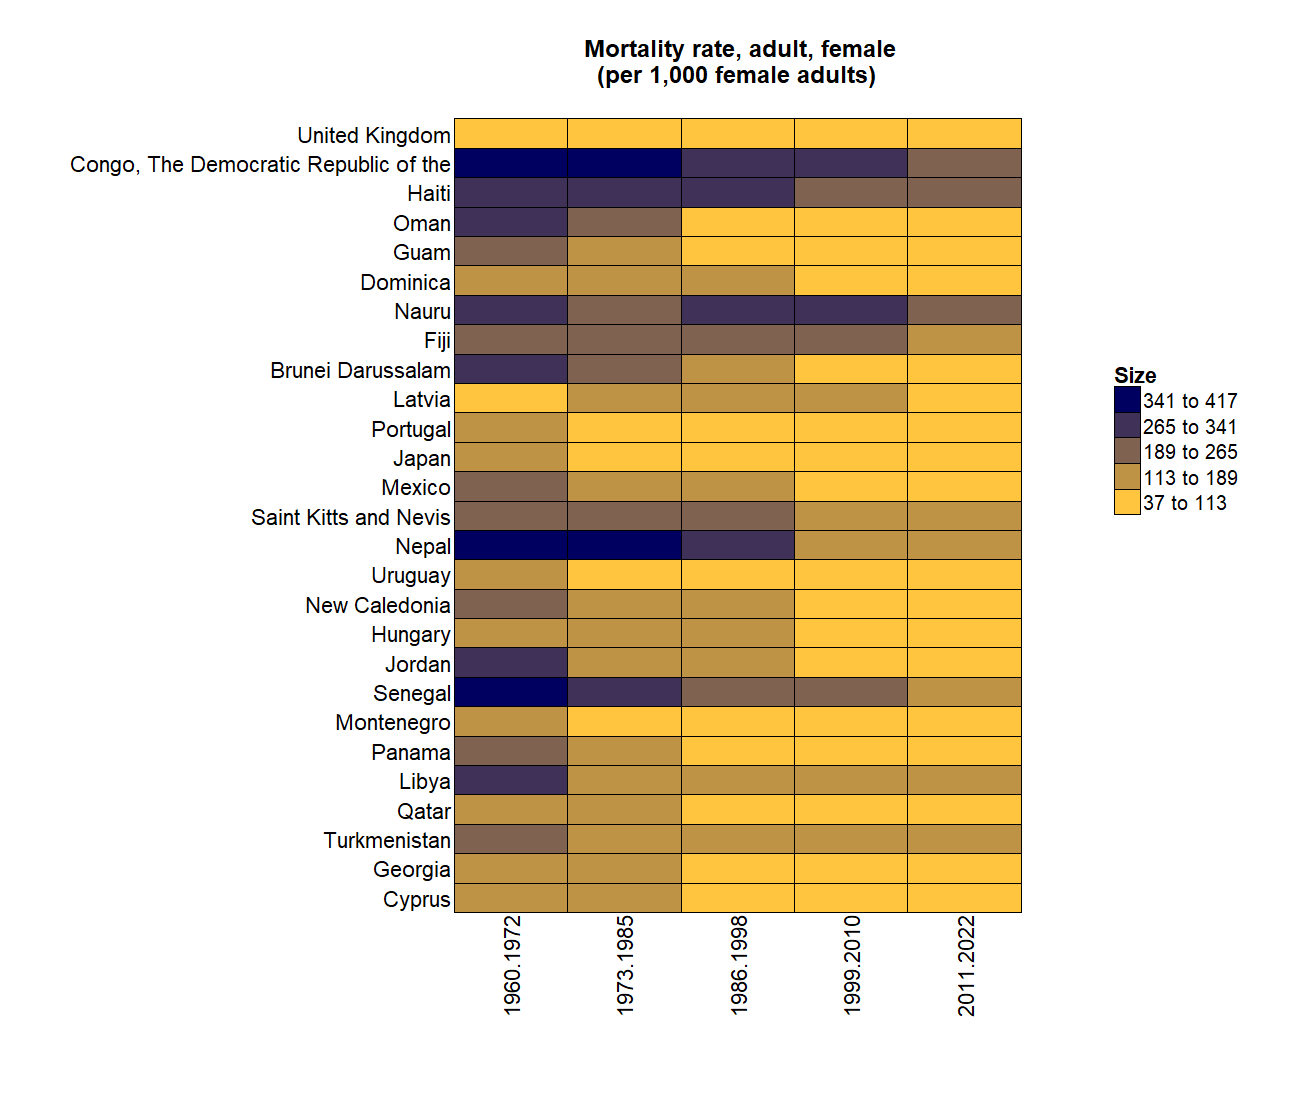 Mortality rate, adult, female
(per 1,000 female adults)
United Kingdom
Congo, The Democratic Republic of the
Haiti
Oman
Guam
Dominica
Nauru
Fiji
Brunei Darussalam
Latvia
Portugal
Japan
Mexico
Saint Kitts and Nevis
Nepal
Uruguay
New Caledonia
Hungary
Jordan
Senegal
Montenegro
Panama
Libya
Qatar
Turkmenistan
Georgia
Cyprus
1960.1972
1973.1985
1986.1998
1999.2010
2011.2022
Size
341 to 417
265 to 341
189 to 265
113 to 189
37 to 113